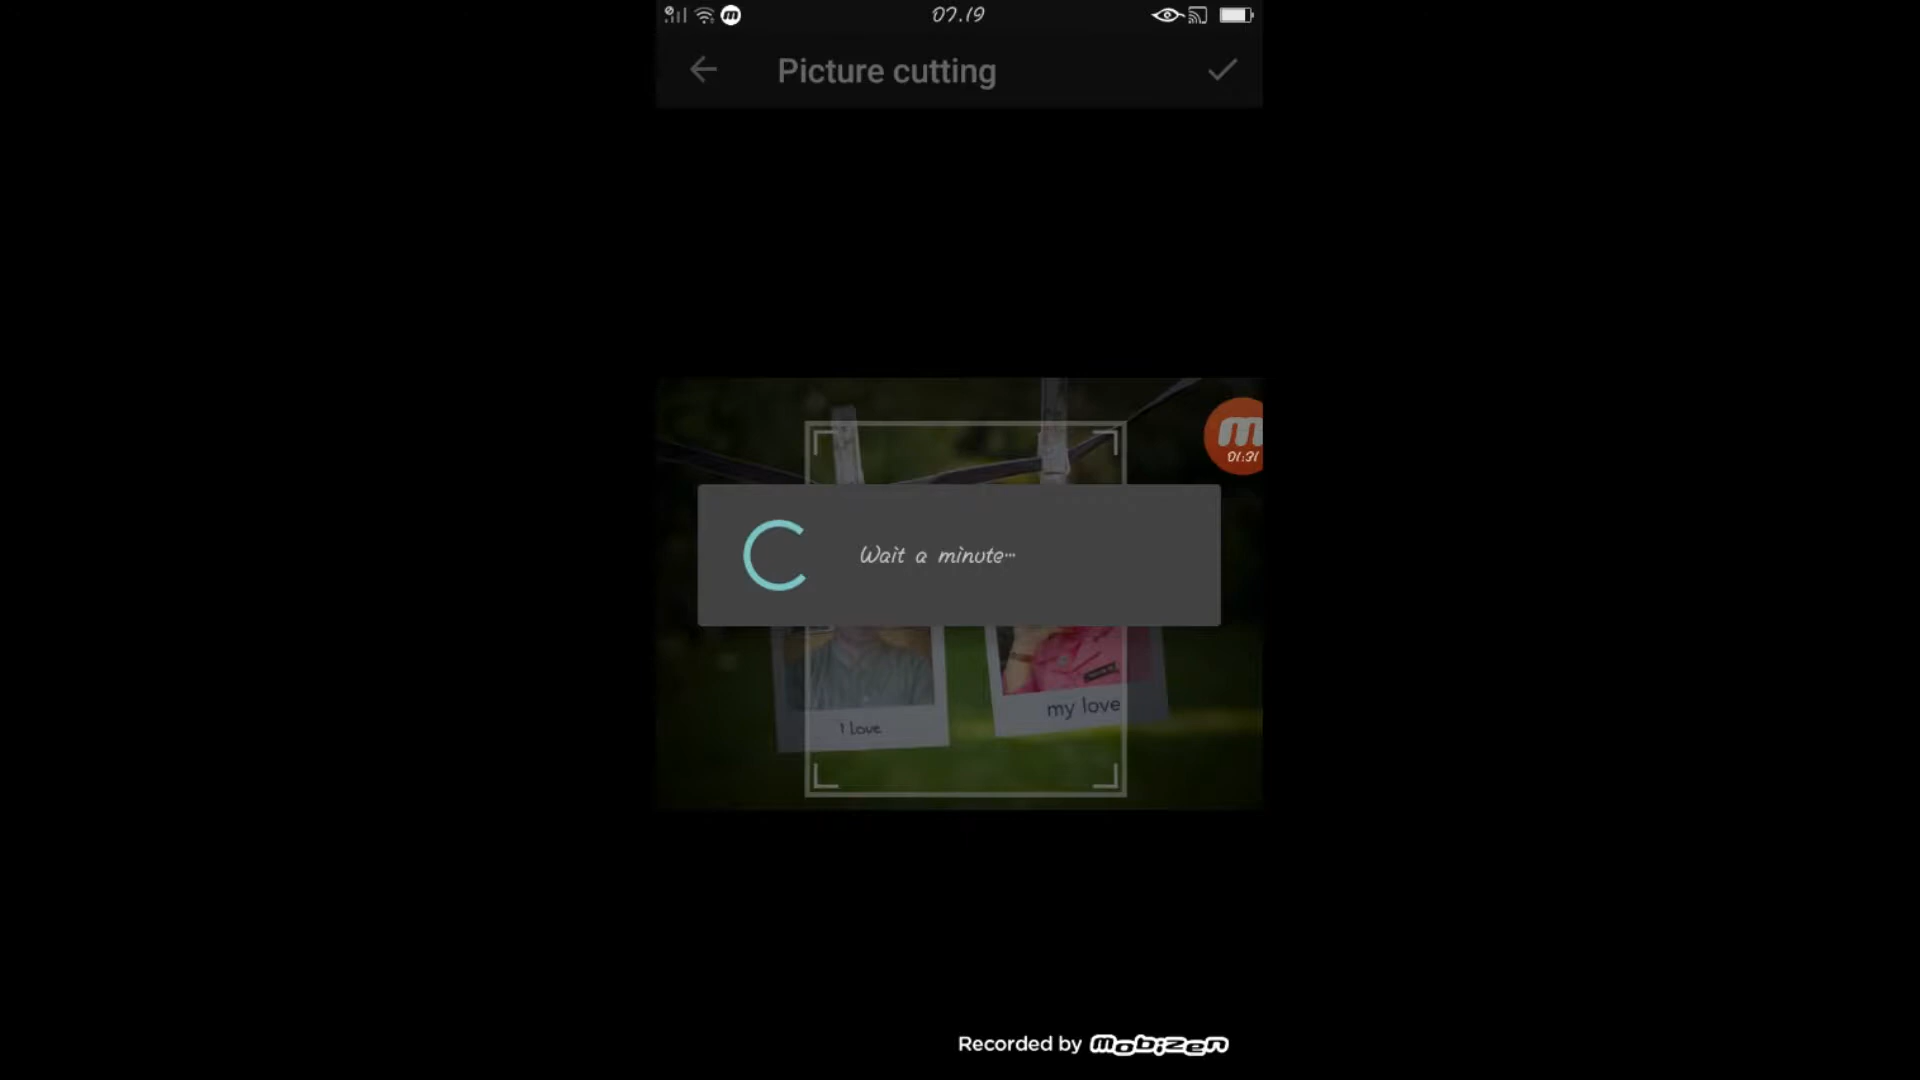 07.19
Picture cutting
01:31
Wait a minute...
I love
my love
Recorded by mobizen